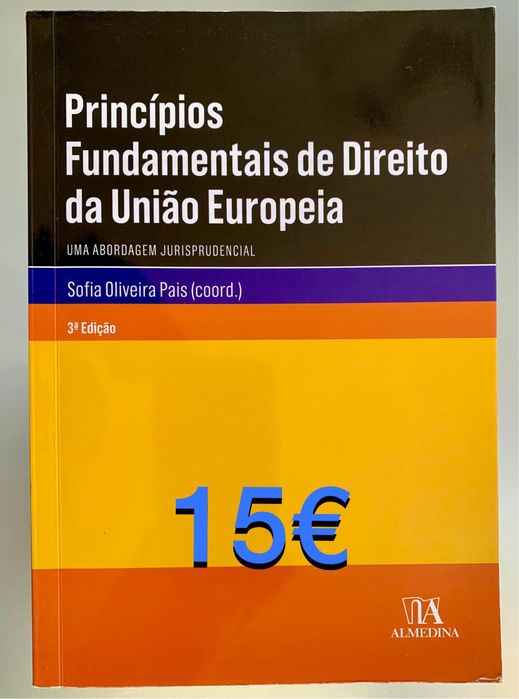 Princípios
Fundamentais de Direito
da União Europeia
UMA ABORDAGEM JURISPRUDENCIAL
Sofia Oliveira Pais (coord.)
3ª Edição
15€
ALMEDINA